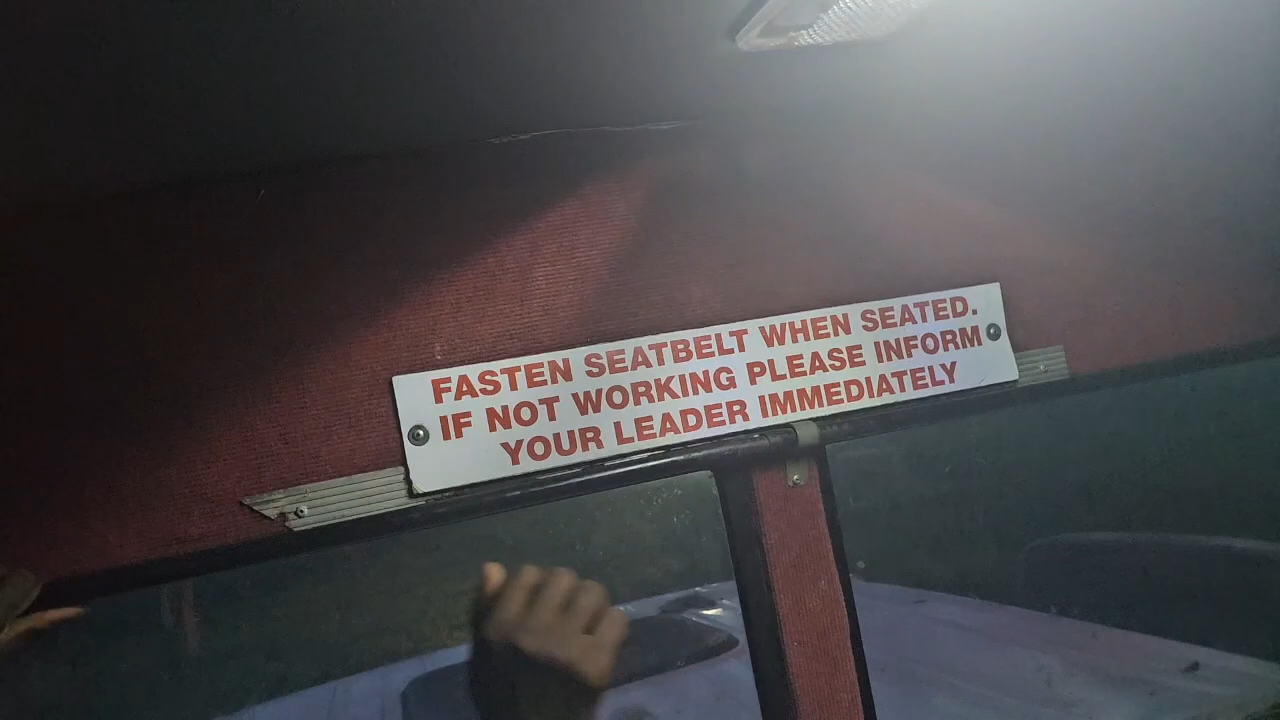 FASTEN SEATBELT WHEN SEATED.
IF NOT WORKING PLEASE INFORM
YOUR LEADER IMMEDIATELY